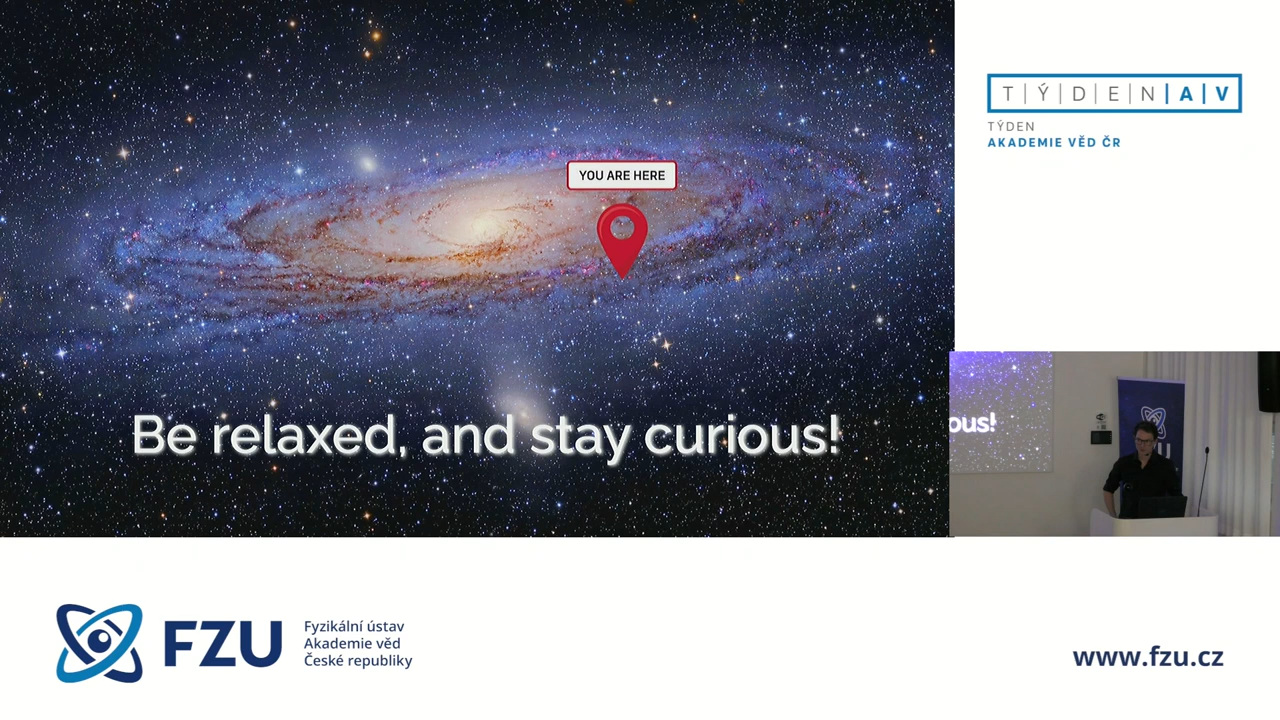 YOU ARE HERE
Be relaxed, and stay curious!
TÝDENAV
TÝDEN
AKADEMIE VĚD ČR
ous!
FZU
Fyzikální ústav
Akademie věd
České republiky
www.fzu.cz